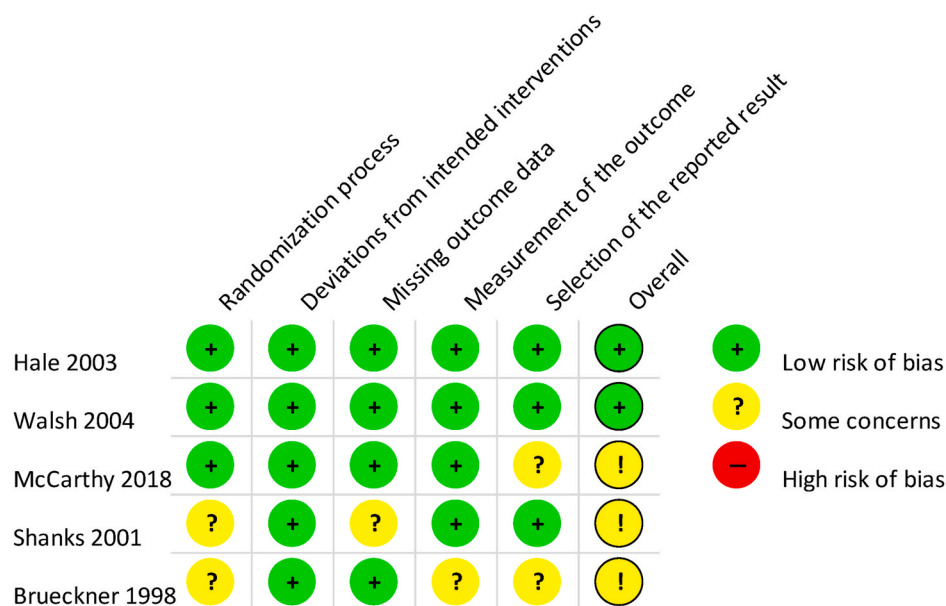 Randomization process
Deviations from intended interventions
Missing outcome data
Measurement of the outcome
Selection of the reported result
Overall
Hale 2003 + + + + + +
Walsh 2004 + + + + + +
McCarthy 2018 + + + + ? !
Shanks 2001 ? + ? + + !
Brueckner 1998 ? + + ? ? !
+ Low risk of bias
? Some concerns
− High risk of bias